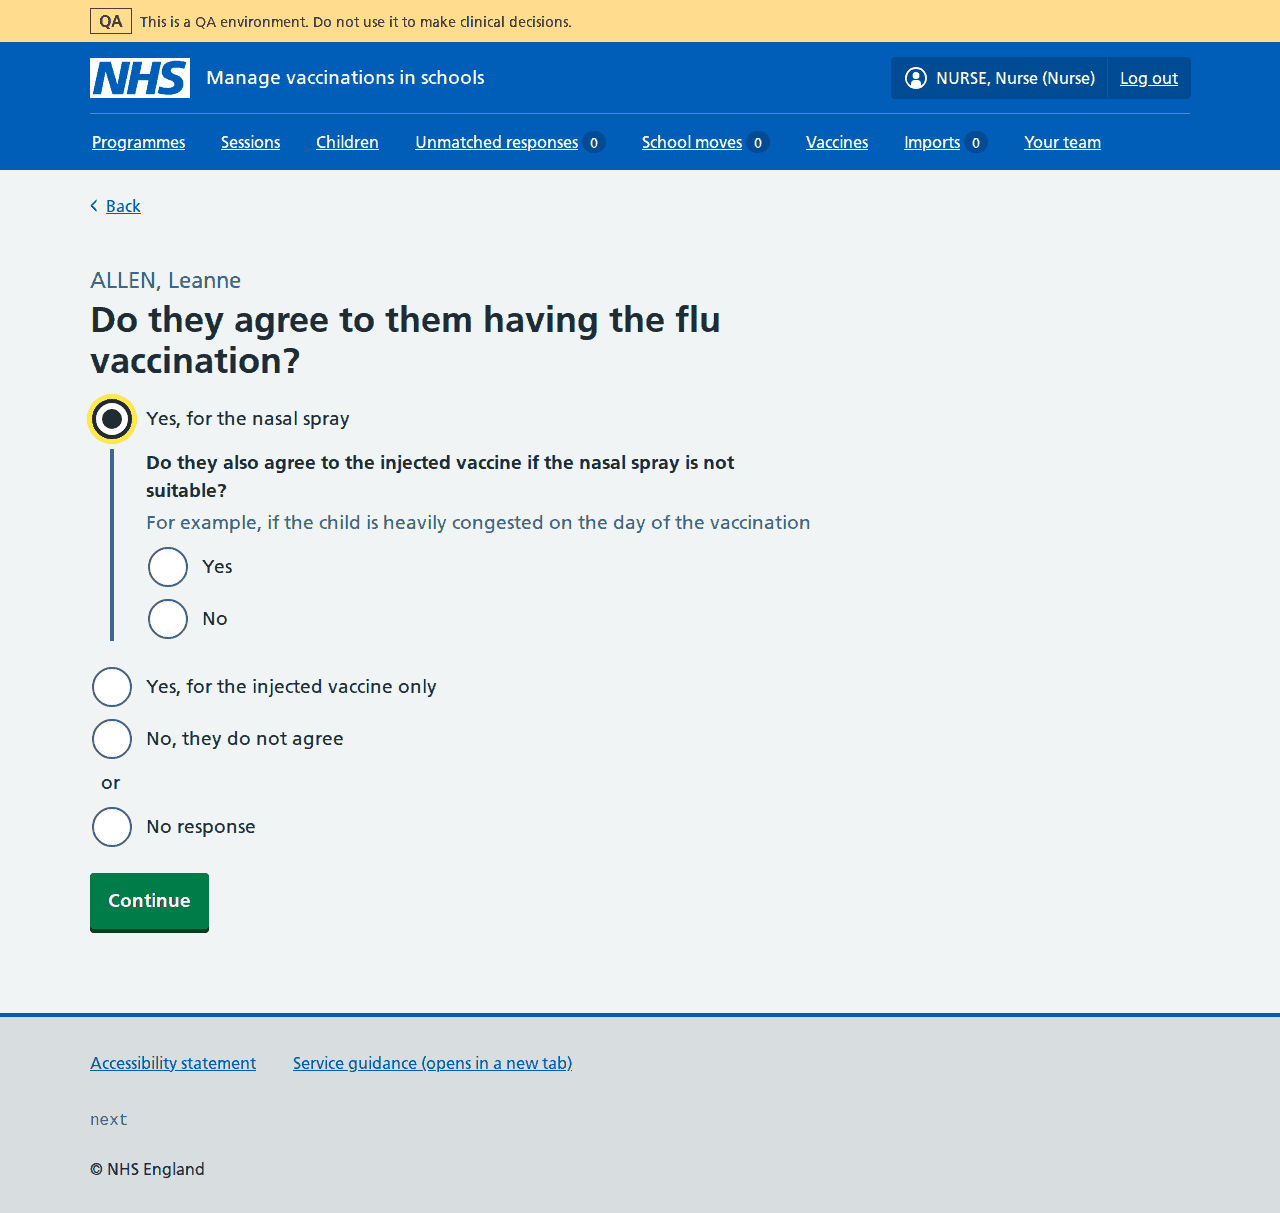 QA This is a QA environment. Do not use it to make clinical decisions.
NHS Manage vaccinations in schools NURSE, Nurse (Nurse) Log out
Programmes Sessions Children Unmatched responses 0 School moves 0 Vaccines Imports 0 Your team
Back
ALLEN, Leanne
Do they agree to them having the flu
vaccination?
Yes, for the nasal spray
Do they also agree to the injected vaccine if the nasal spray is not
suitable?
For example, if the child is heavily congested on the day of the vaccination
Yes
No
Yes, for the injected vaccine only
No, they do not agree
or
No response
Continue
Accessibility statement Service guidance (opens in a new tab)
next
© NHS England